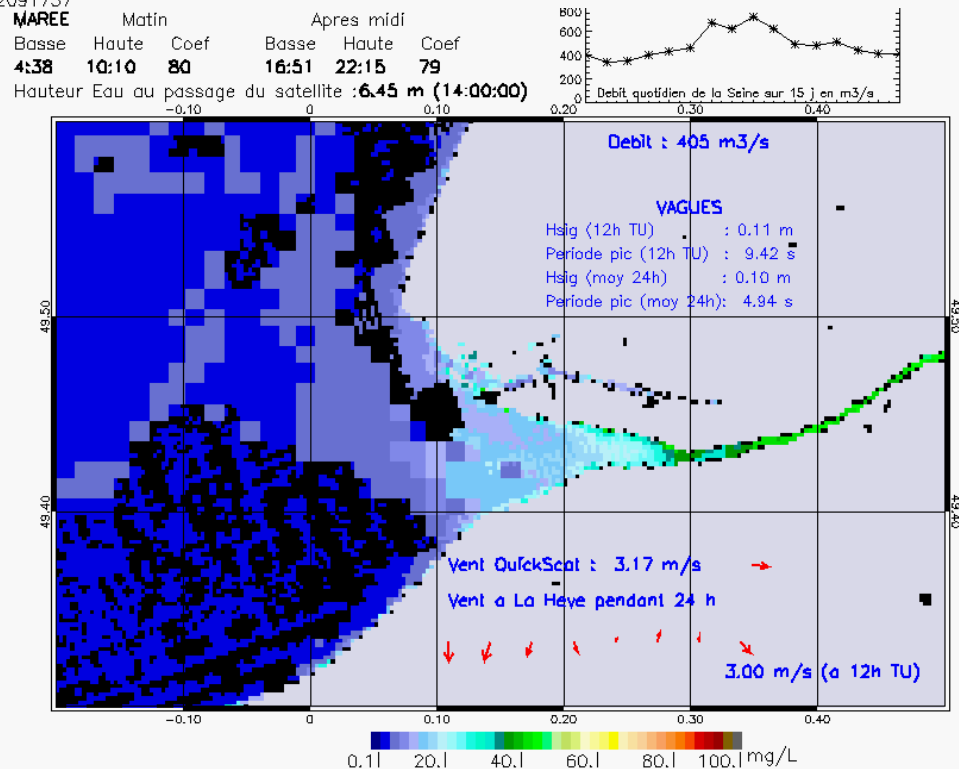 MAREE Matin Apres midi
Basse Haute Coef Basse Haute Coef
4:38 10:10 80 16:51 22:15 79
Hauteur Eau au passage du satellite :6.45 m (14:00:00)
800
600
400
200
0
Debit quotidien de la Seine sur 15 j en m3/s
-0.10 0 0.10 0.20 0.30 0.40
Debit : 405 m3/s
VAGUES
Hsig (12h TU) : 0.11 m
Periode pic (12h TU) : 9.42 s
Hsig (moy 24h) : 0.10 m
Periode pic (moy 24h): 4.94 s
49.50 49.50
49.40 49.40
Vent QuickScat : 3.17 m/s
Vent a La Heve pendant 24 h
3.00 m/s (a 12h TU)
-0.10 0 0.10 0.20 0.30 0.40
0.1| 20.| 40.| 60.| 80.| 100.| mg/L